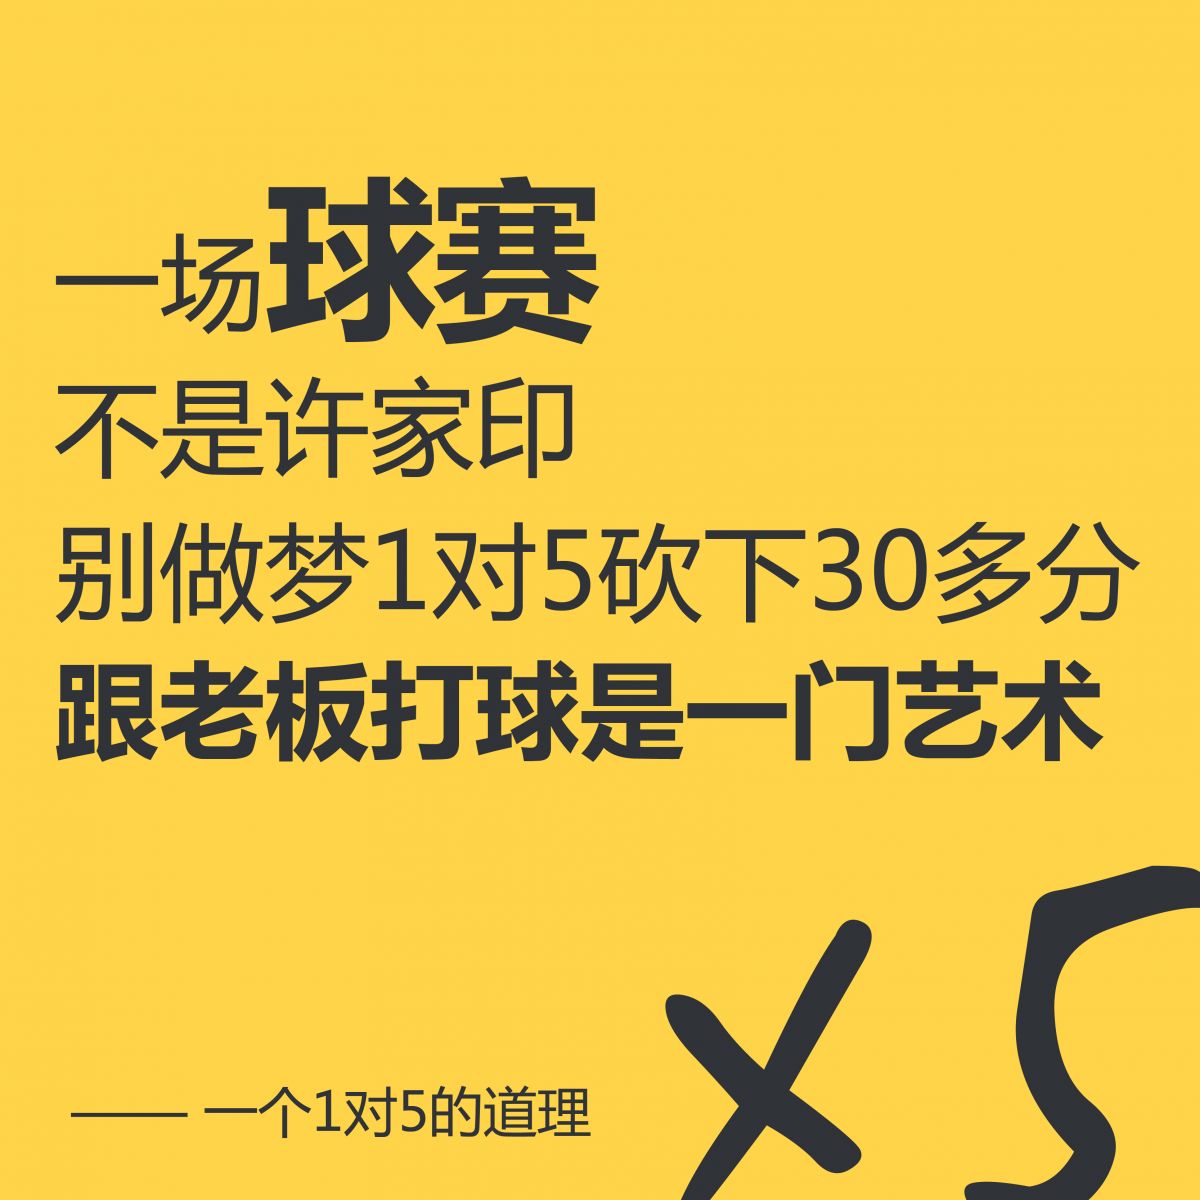 一场球赛
不是许家印
别做梦1对5砍下30多分
跟老板打球是一门艺术
—— 一个1对5的道理
X5